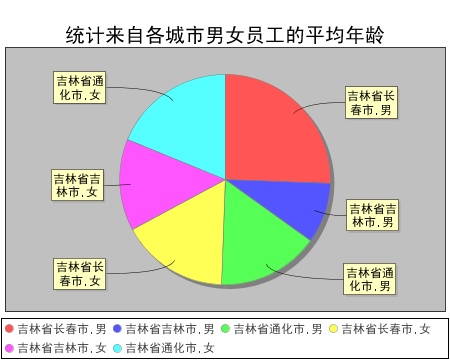 统计来自各城市男女员工的平均年龄
吉林省通
化市,女
吉林省长
春市,男
吉林省吉
林市,女
吉林省吉
林市,男
吉林省长
春市,女
吉林省通
化市,男
吉林省长春市,男 吉林省吉林市,男 吉林省通化市,男 吉林省长春市,女
吉林省吉林市,女 吉林省通化市,女